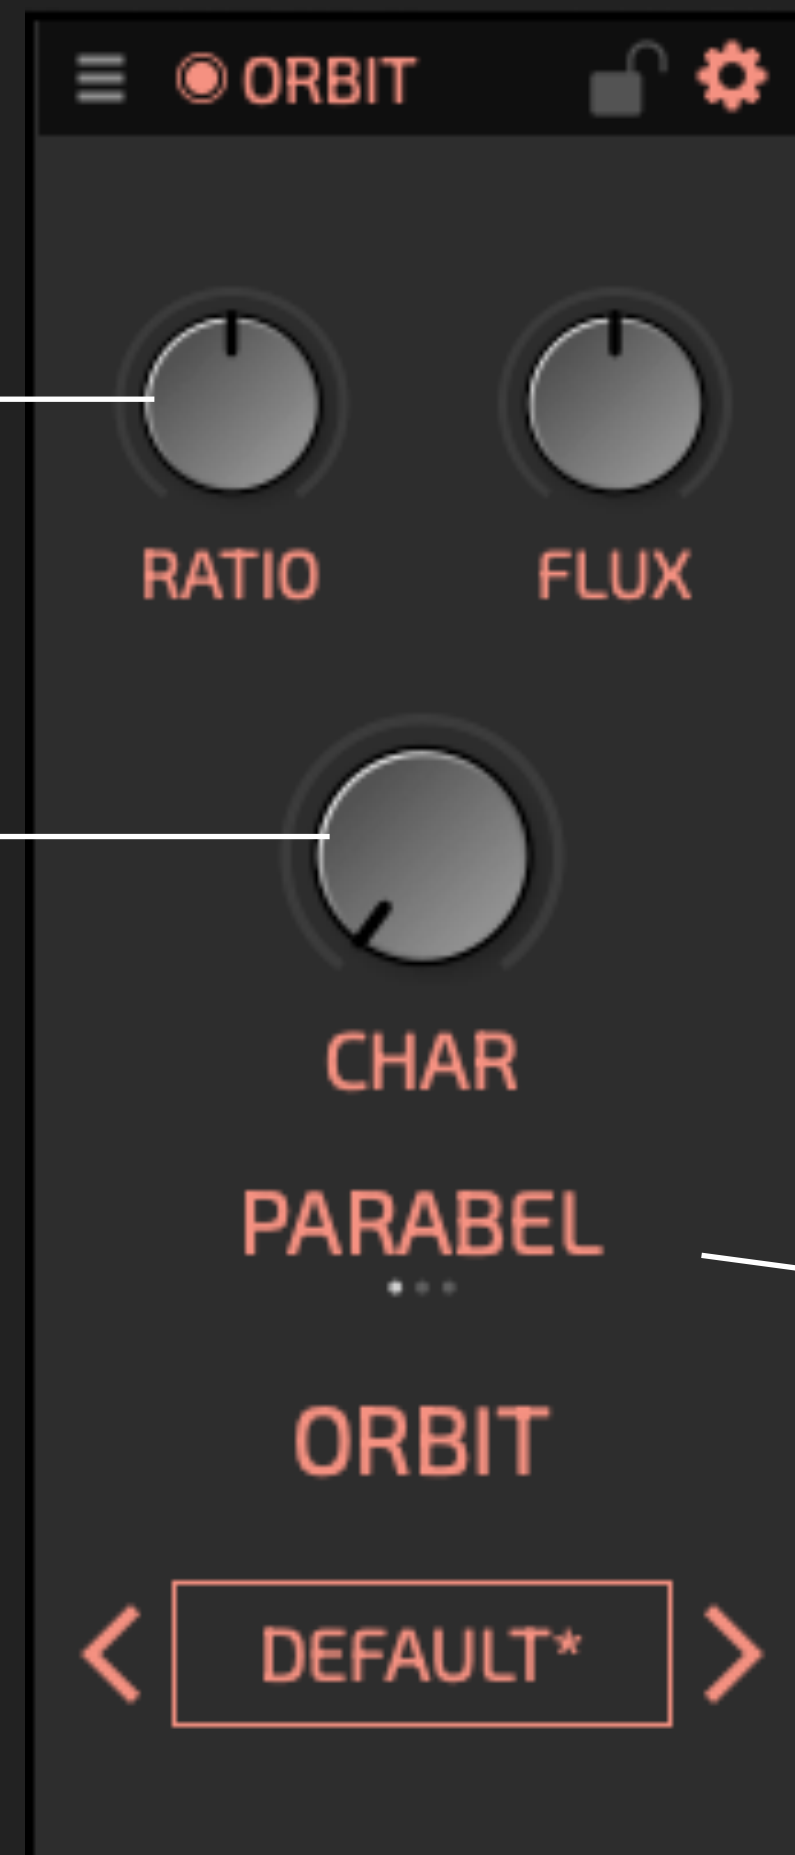 ORBIT
RATIO FLUX
CHAR
PARABEL
ORBIT
DEFAULT*